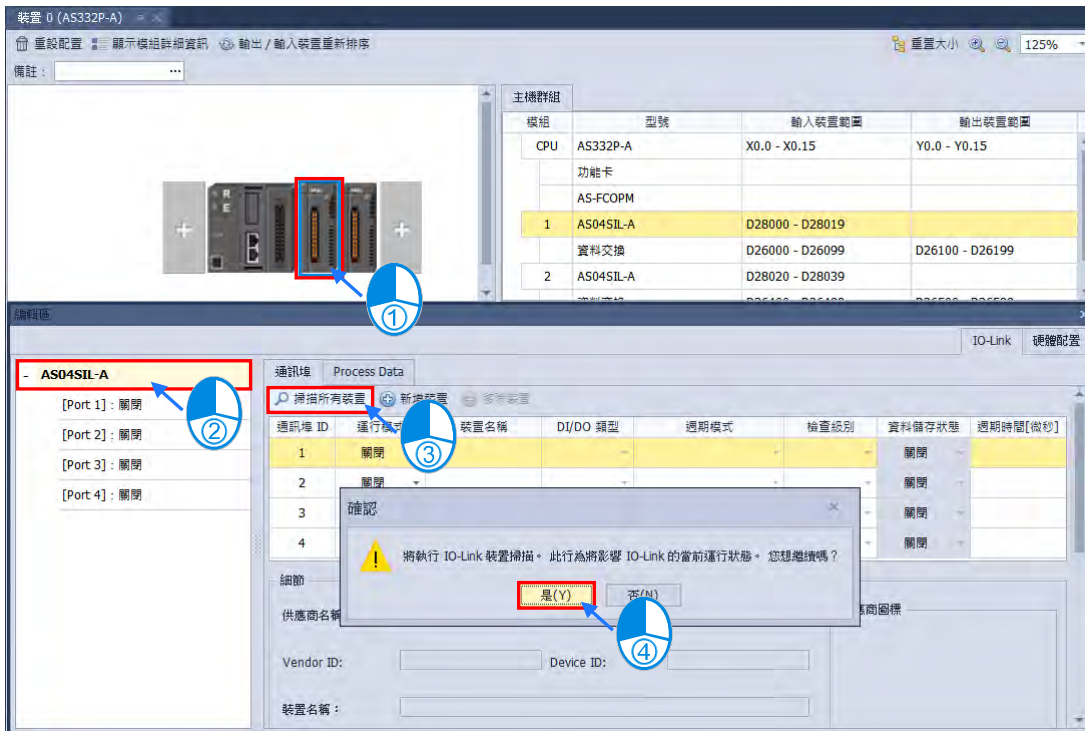 裝置 0 (AS332P-A)
重設配置 顯示模組詳細資訊 輸出/輸入裝置重新排序 重置大小 125%
備註： ...
主機群組
模組 型號 輸入裝置範圍 輸出裝置範圍
CPU AS332P-A X0.0 - X0.15 Y0.0 - Y0.15
功能卡
AS-FCOPM
1 AS04SIL-A D28000 - D28019
資料交換 D26000 - D26099 D26100 - D26199
2 AS04SIL-A D28020 - D28039
R
E
①
編輯區
IO-Link 硬體配置
- AS04SIL-A
[Port 1]：關閉
[Port 2]：關閉
[Port 3]：關閉
[Port 4]：關閉
②
通訊埠 Process Data
掃描所有裝置 新增裝置 移除裝置
③
通訊埠 ID 運行模式 裝置名稱 DI/DO 類型 週期模式 檢查級別 資料儲存狀態 週期時間[微秒]
1 關閉 關閉
2 關閉 關閉
3 關閉
4 關閉
確認
將執行 IO-Link 裝置掃描。 此行為將影響 IO-Link 的當前運行狀態。 您想繼續嗎？
是(Y) 否(N)
④
細節
供應商名稱
應商圖標
Vendor ID: Device ID:
裝置名稱：